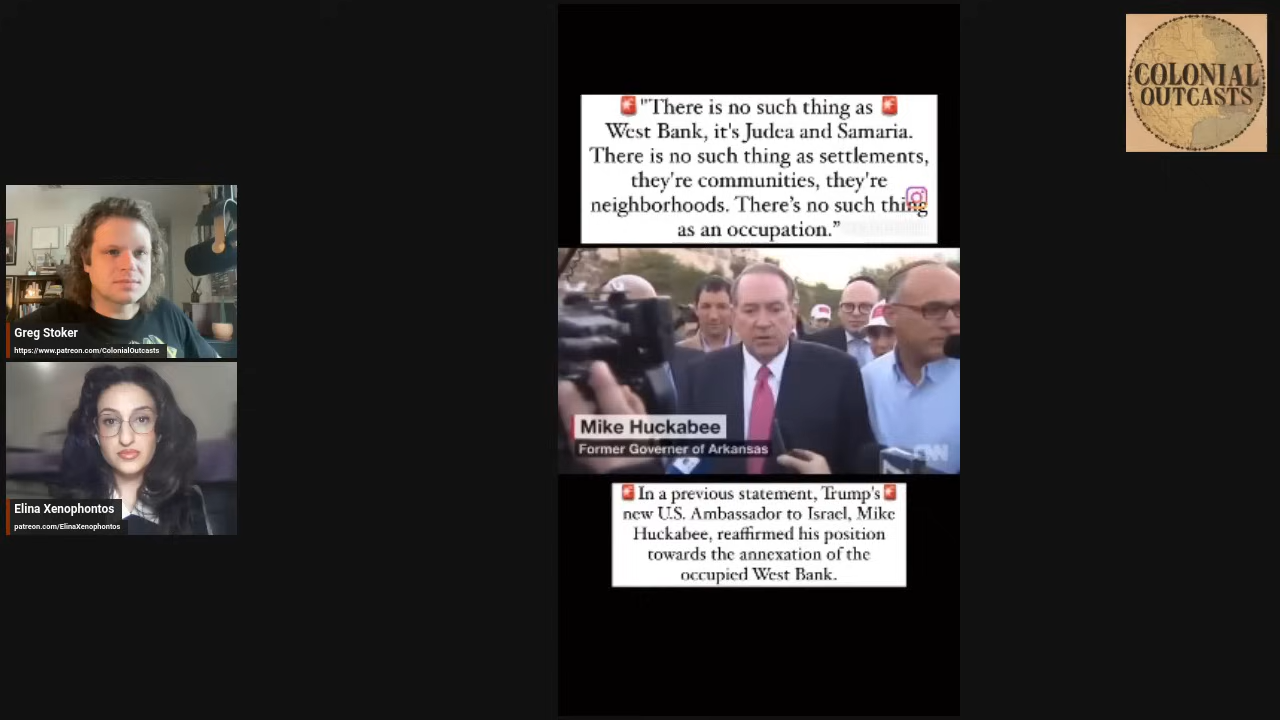 COLONIAL
OUTCASTS
🚨"There is no such thing as🚨
West Bank, it's Judea and Samaria.
There is no such thing as settlements,
they're communities, they're
neighborhoods. There's no such thing
as an occupation.”
Greg Stoker
https://www.patreon.com/ColonialOutcasts
Elina Xenophontos
patreon.com/ElinaXenophontos
Mike Huckabee
Former Governer of Arkansas
CNN
🚨In a previous statement, Trump's🚨
new U.S. Ambassador to Israel, Mike
Huckabee, reaffirmed his position
towards the annexation of the
occupied West Bank.